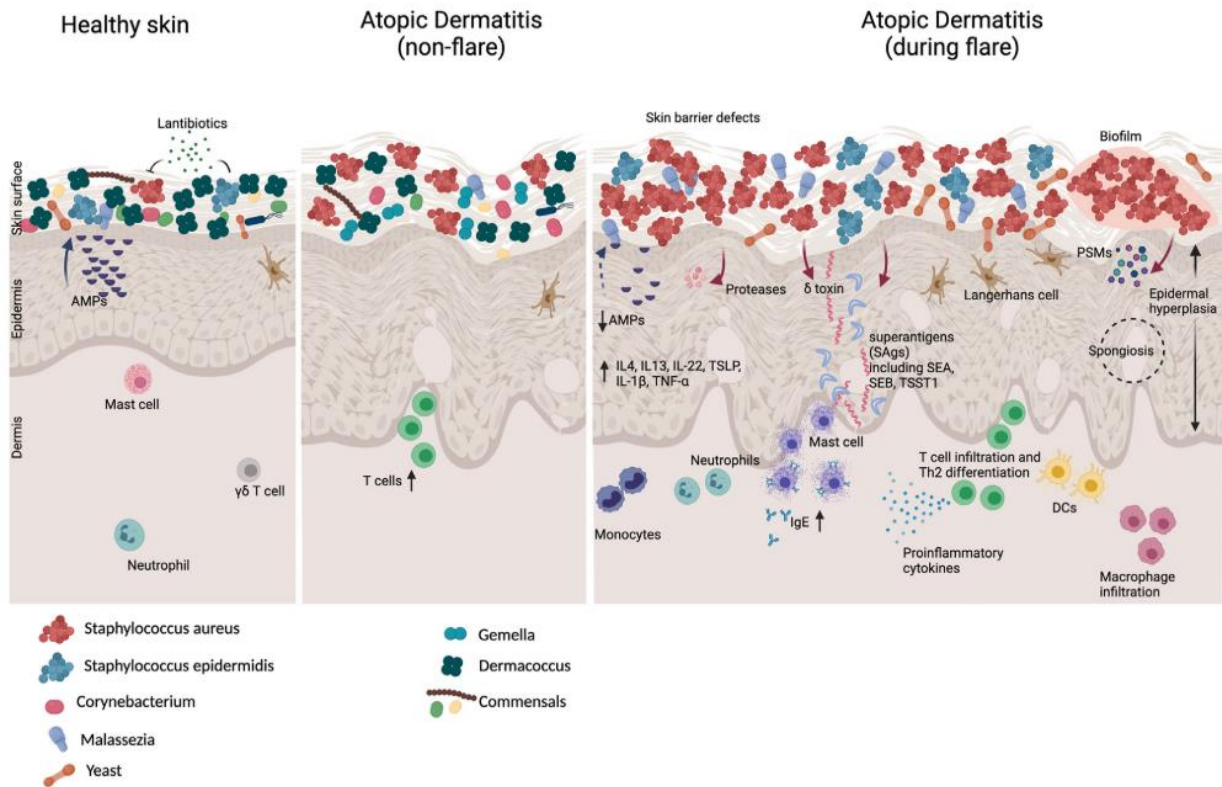 Healthy skin
Atopic Dermatitis
(non-flare)
Atopic Dermatitis
(during flare)
Skin surface
Epidermis
Dermis
Lantibiotics
AMPs
Mast cell
γδ T cell
Neutrophil
T cells
Skin barrier defects
Biofilm
AMPs
Proteases
δ toxin
Langerhans cell
PSMs
Epidermal
hyperplasia
IL4, IL13, IL-22, TSLP,
IL-1β, TNF-α
superantigens
(SAgs)
including SEA,
SEB, TSST1
Spongiosis
Mast cell
Monocytes
Neutrophils
IgE
T cell infiltration and
Th2 differentiation
Proinflammatory
cytokines
DCs
Macrophage
infiltration
Staphylococcus aureus
Staphylococcus epidermidis
Corynebacterium
Malassezia
Yeast
Gemella
Dermacoccus
Commensals